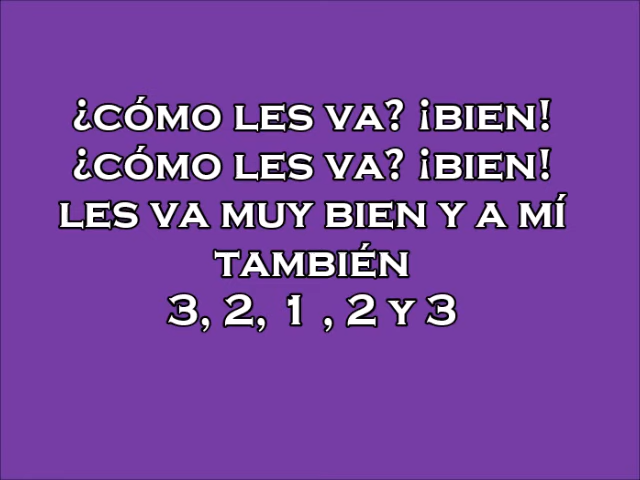 ¿CÓMO LES VA? ¡BIEN!
¿CÓMO LES VA? ¡BIEN!
LES VA MUY BIEN Y A MÍ
TAMBIÉN
3, 2, 1 , 2 Y 3